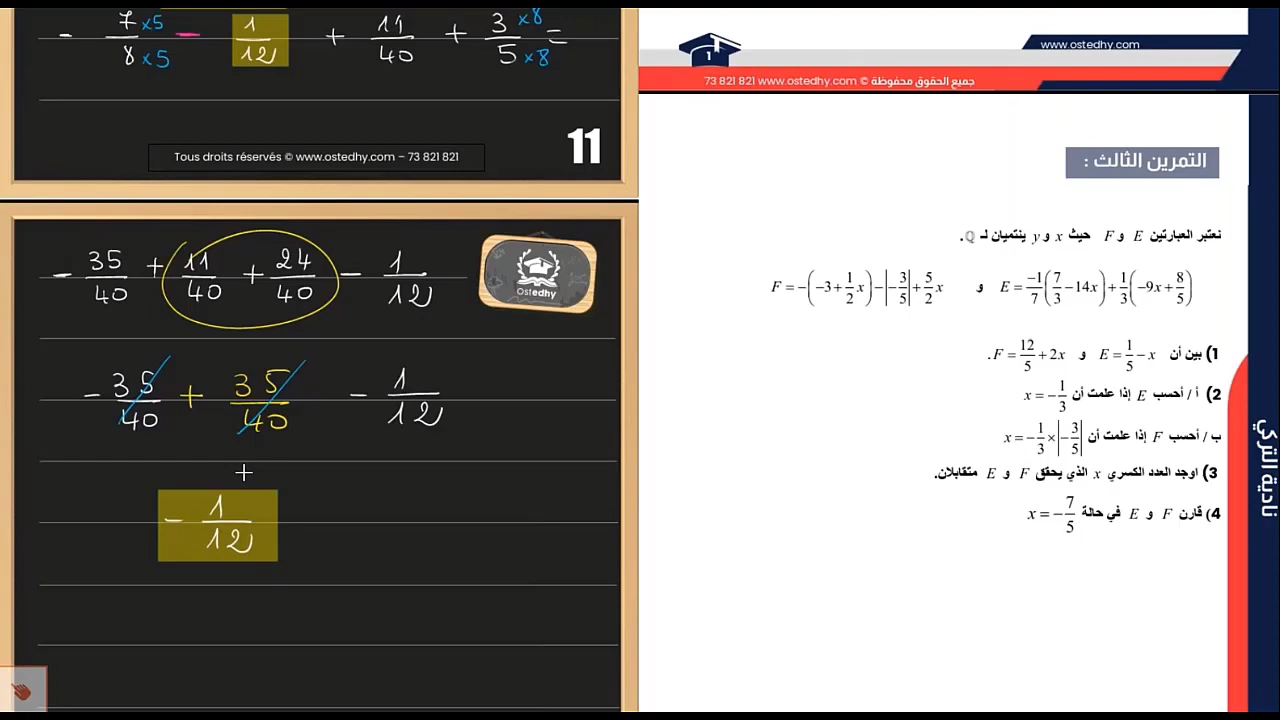 - 7/8 ×5 ×5 - 1/12 + 11/40 + 3/5 ×8 ×8 =
Tous droits réservés © www.ostedhy.com – 73 821 821
11
- 35/40 + 11/40 + 24/40 - 1/12
Ostedhy
- 35/40 + 35/40 - 1/12
+
- 1/12
1
www.ostedhy.com
73 821 821 www.ostedhy.com © جميع الحقوق محفوظة
التمرين الثالث :
نعتبر العبارتين E و F حيث x و y ينتميان لـ ℚ .
E = -1/7 (7/3 - 14x) + 1/3 (-9x + 8/5) و F = -(-3 + 1/2 x) - |-3/5| + 5/2 x
1) بين أن E = 1/5 - x و F = 12/5 + 2x .
2) أ / أحسب E إذا علمت أن x = -1/3
ب / أحسب F إذا علمت أن x = -1/3 × |-3/5|
3) اوجد العدد الكسري x الذي يحقق F و E متقابلان.
4) قارن F و E في حالة x = -7/5
نادية التركي